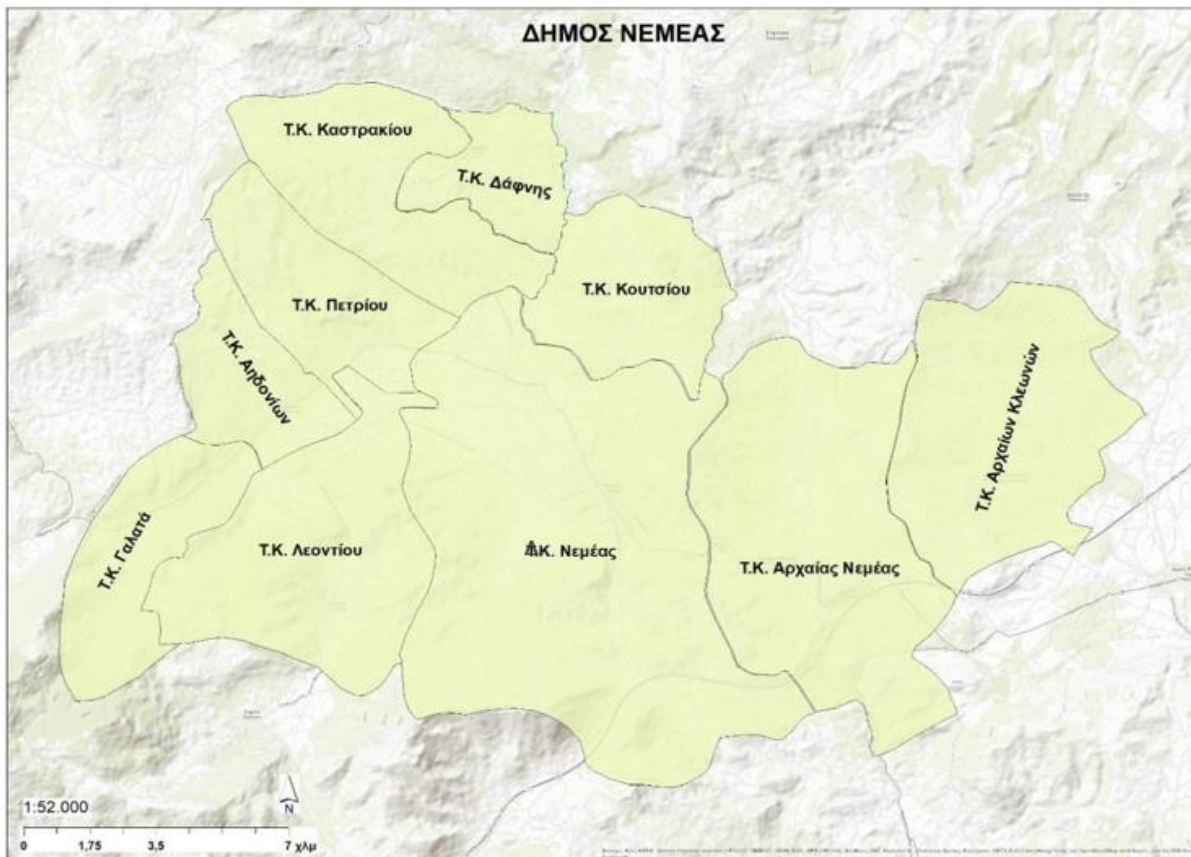 ΔΗΜΟΣ ΝΕΜΕΑΣ
Τ.Κ. Καστρακίου
Τ.Κ. Δάφνης
Τ.Κ. Κουτσίου
Τ.Κ. Πετρίου
Τ.Κ. Αηδονίων
Τ.Κ. Αρχαίων Κλεωνών
Τ.Κ. Γαλατά
Τ.Κ. Λεοντίου
Δ.Κ. Νεμέας
Τ.Κ. Αρχαίας Νεμέας
1:52.000
N
0 1,75 3,5 7 χλμ